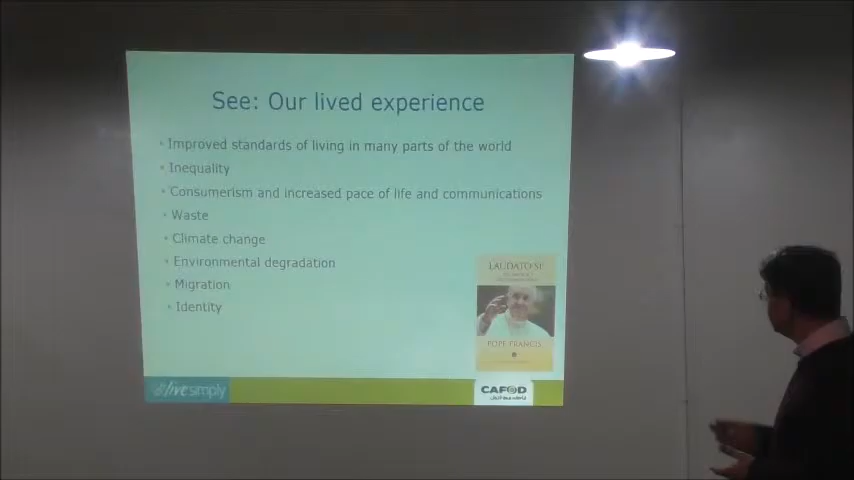 See: Our lived experience
• Improved standards of living in many parts of the world
• Inequality
• Consumerism and increased pace of life and communications
• Waste
• Climate change
• Environmental degradation
• Migration
• Identity
LAUDATO SI'
POPE FRANCIS
live simply
CAFOD